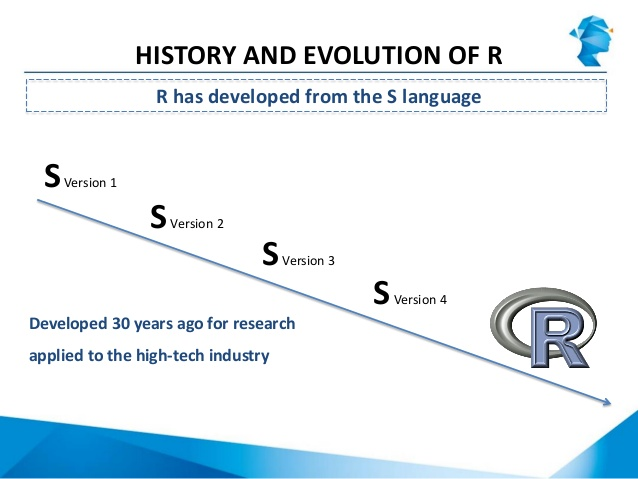 HISTORY AND EVOLUTION OF R
R has developed from the S language
S Version 1
S Version 2
S Version 3
S Version 4
R
Developed 30 years ago for research
applied to the high-tech industry